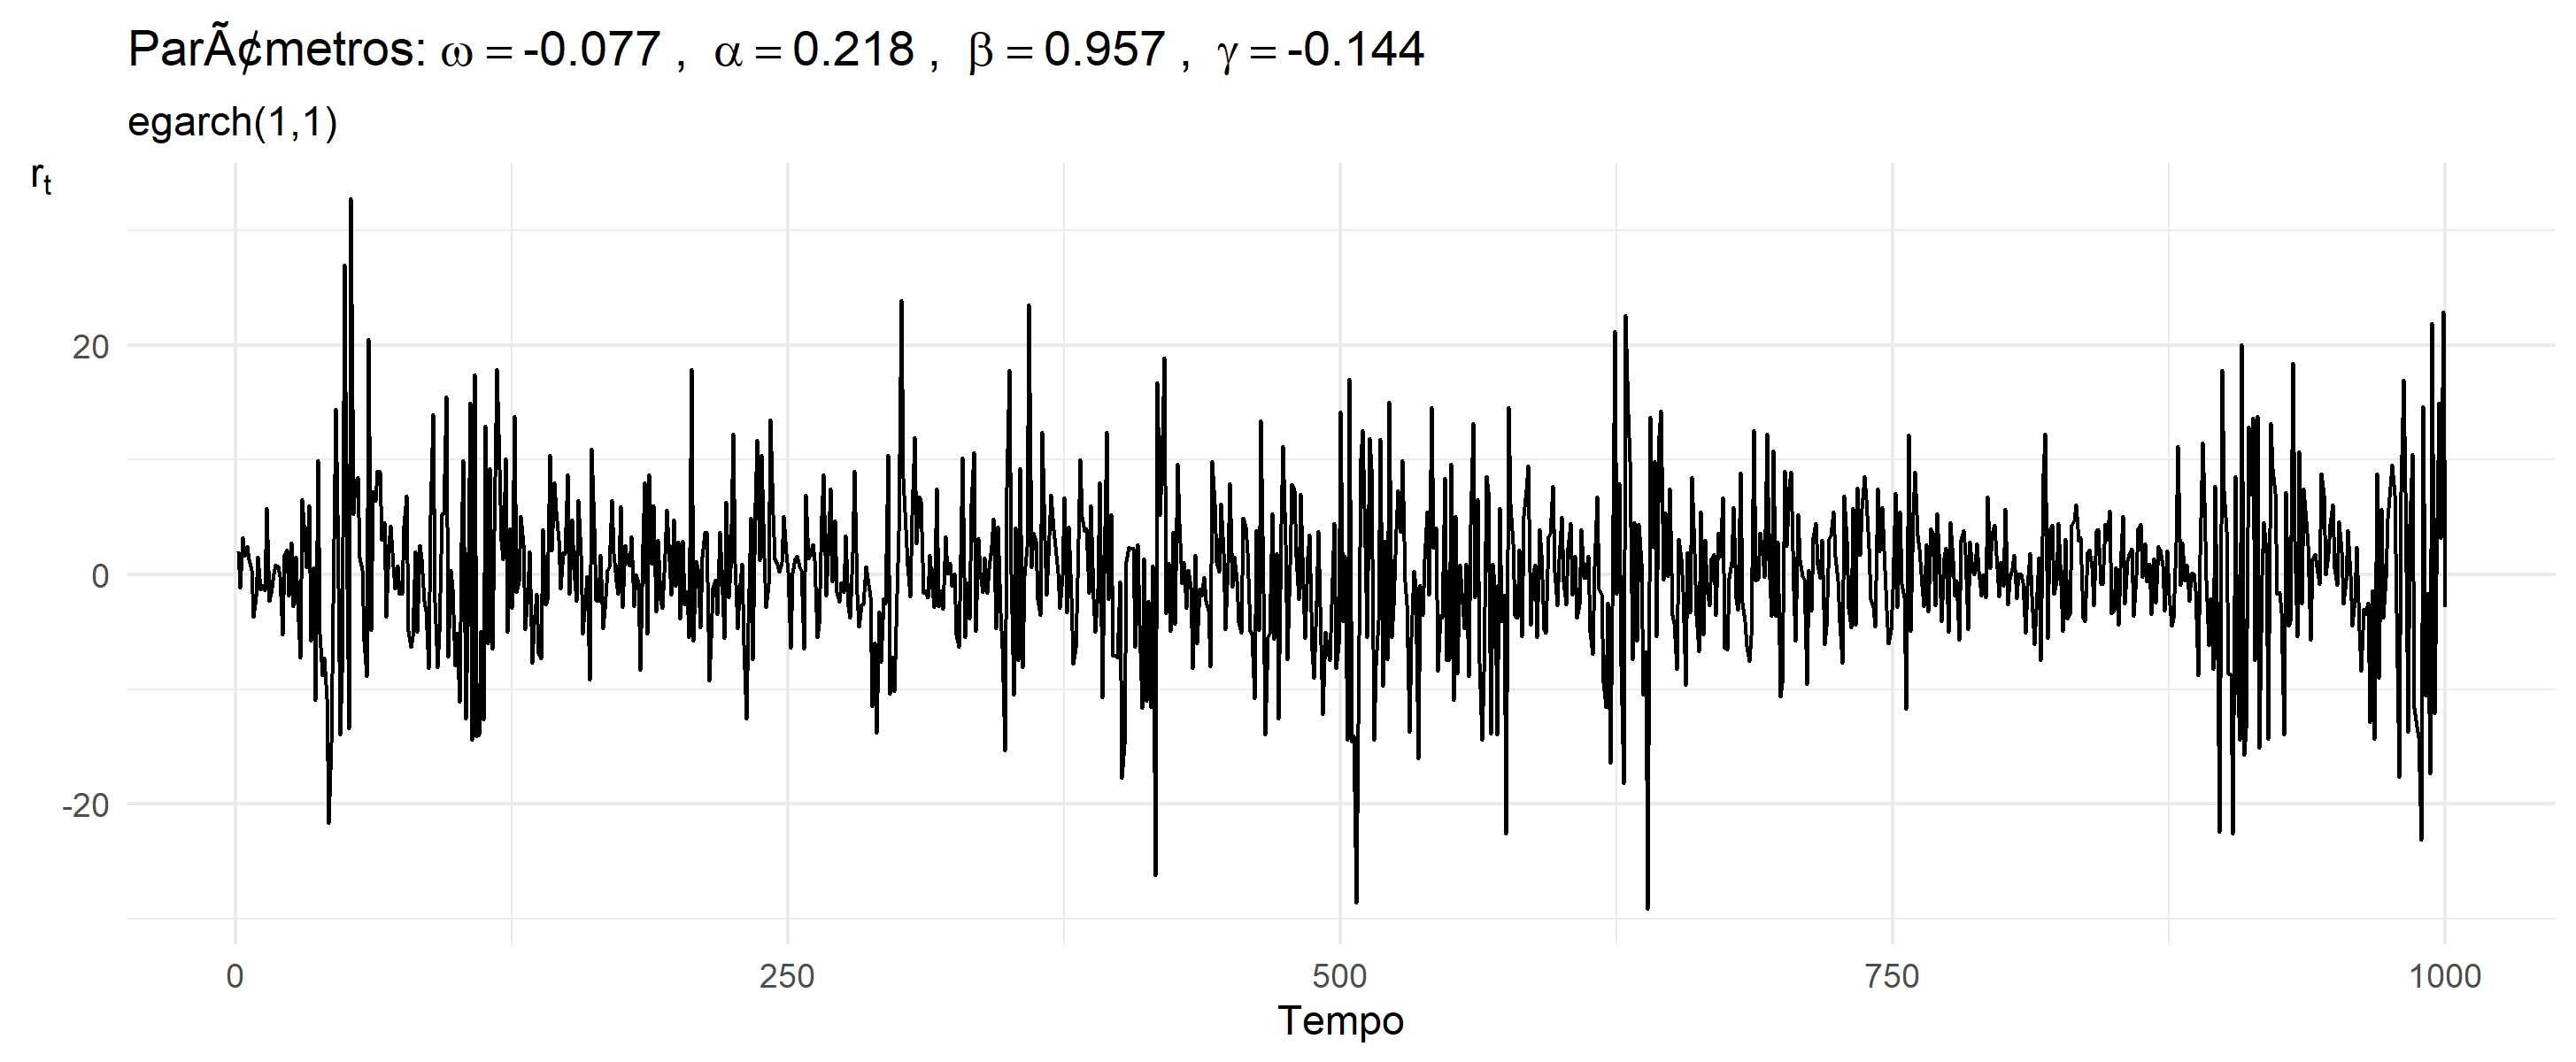 ParÃ¢metros: ω = -0.077 , α = 0.218 , β = 0.957 , γ = -0.144
egarch(1,1)
rt
20
0
-20
0 250 500 750 1000
Tempo